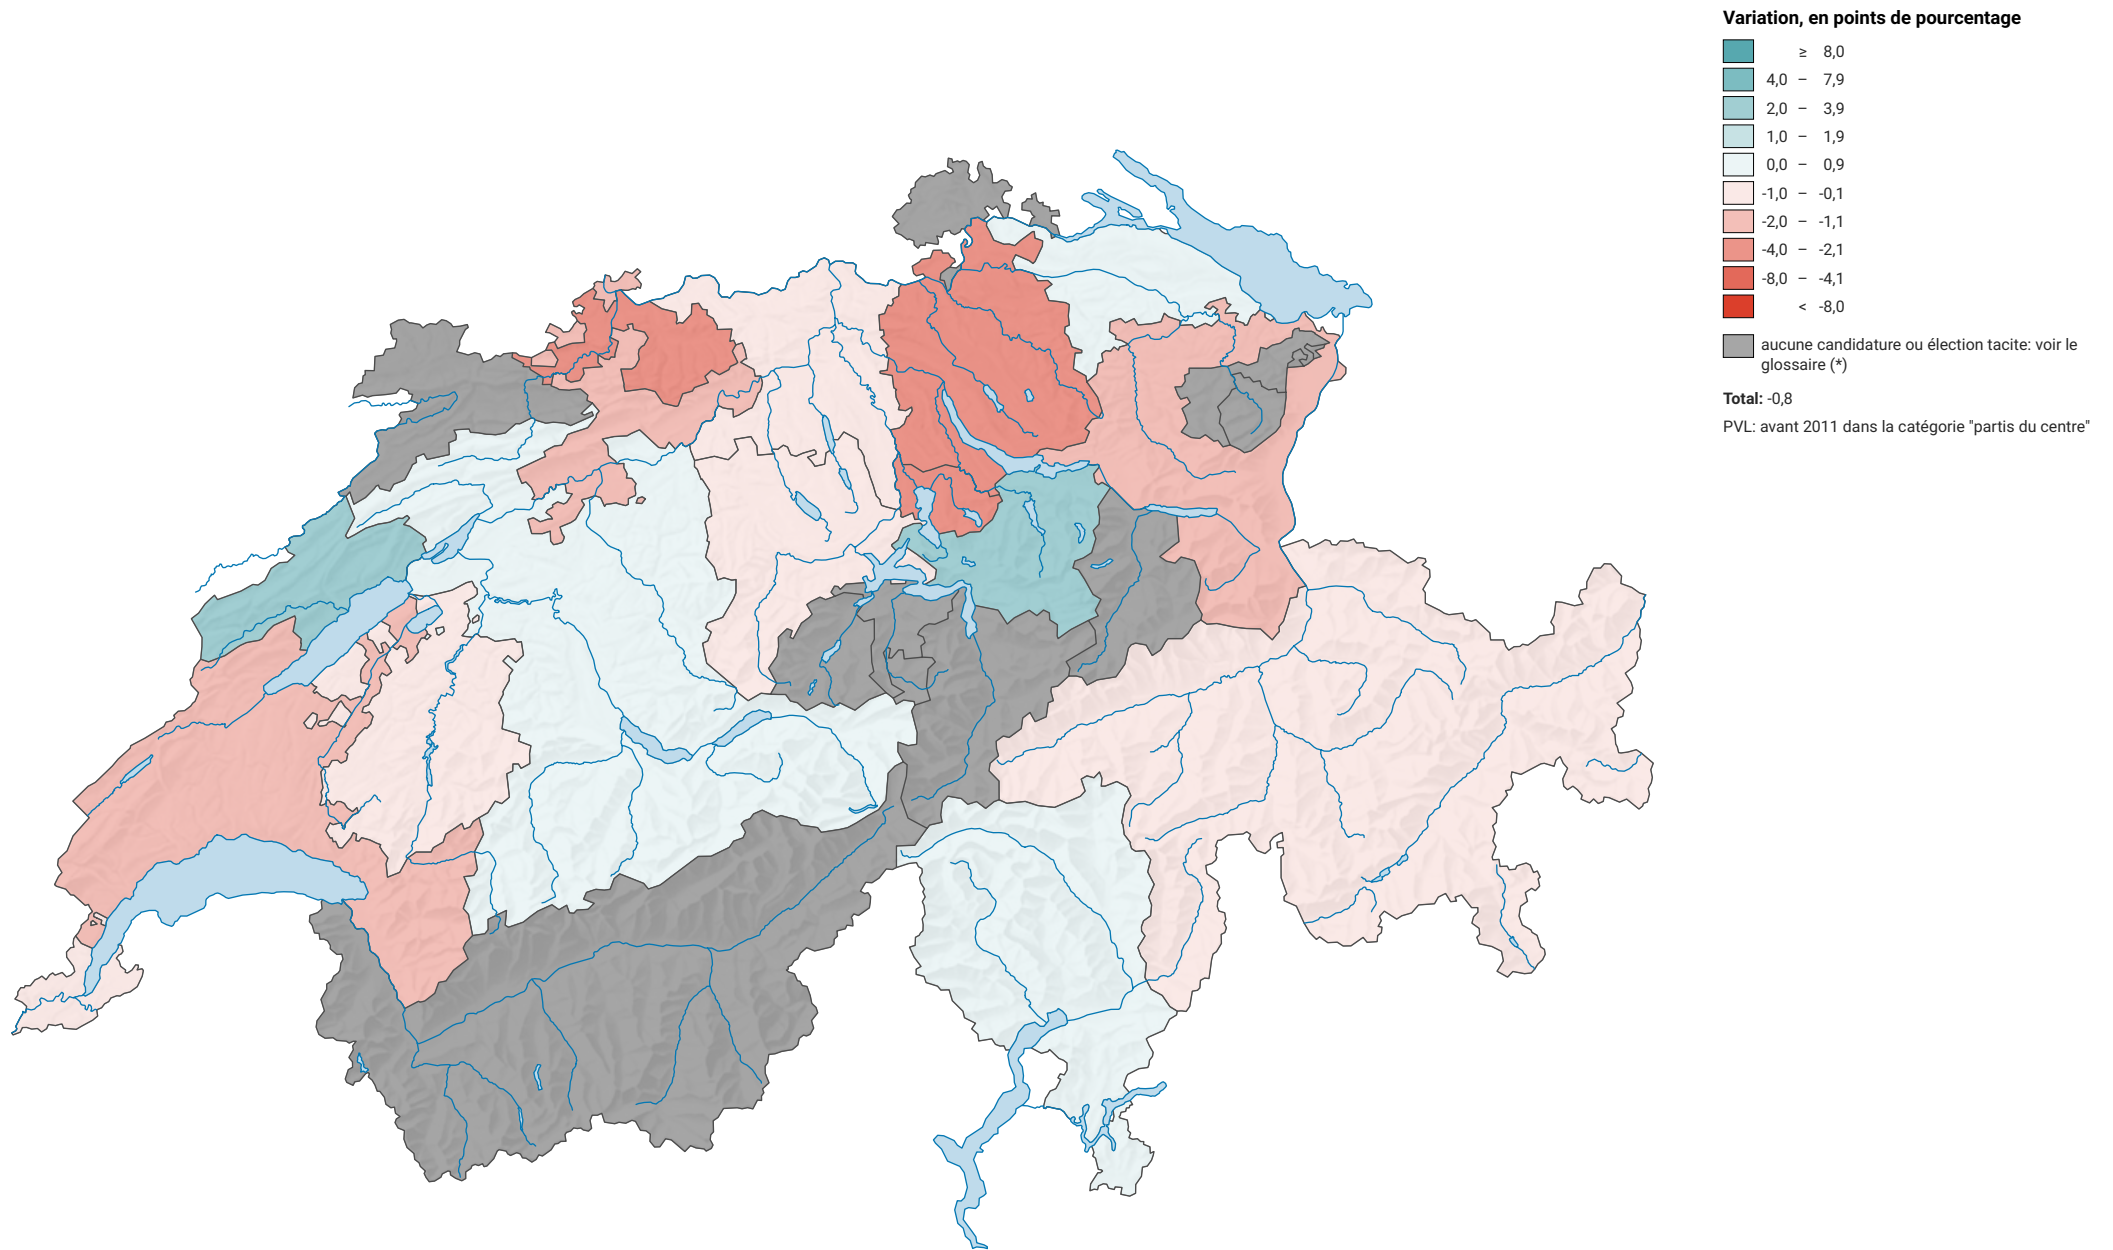 Variation, en points de pourcentage
≥ 8,0
4,0 – 7,9
2,0 – 3,9
1,0 – 1,9
0,0 – 0,9
-1,0 – -0,1
-2,0 – -1,1
-4,0 – -2,1
-8,0 – -4,1
< -8,0
aucune candidature ou élection tacite: voir le
glossaire (*)
Total: -0,8
PVL: avant 2011 dans la catégorie "partis du centre"